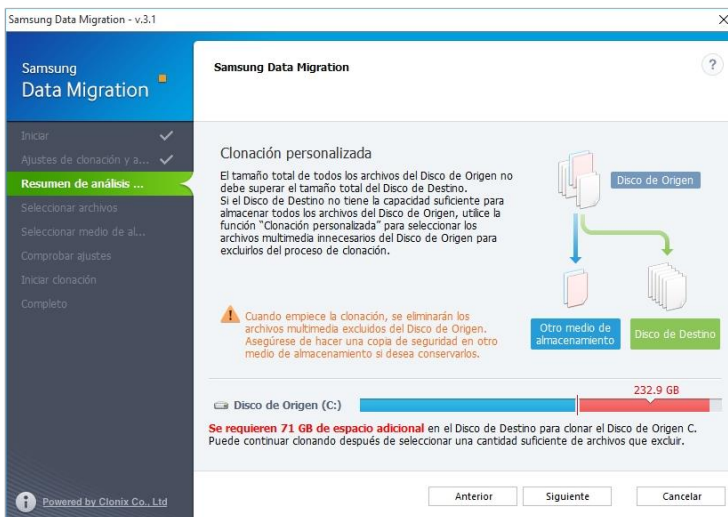 Samsung Data Migration - v.3.1
Samsung
Data Migration
Samsung Data Migration
?
Iniciar
Ajustes de clonación y a...
Resumen de análisis ...
Seleccionar archivos
Seleccionar medio de al...
Comprobar ajustes
Iniciar clonación
Completo
Clonación personalizada
El tamaño total de todos los archivos del Disco de Origen no
debe superar el tamaño total del Disco de Destino.
Si el Disco de Destino no tiene la capacidad suficiente para
almacenar todos los archivos del Disco de Origen, utilice la
función "Clonación personalizada" para seleccionar los
archivos multimedia innecesarios del Disco de Origen para
excluirlos del proceso de clonación.
Cuando empiece la clonación, se eliminarán los
archivos multimedia excluidos del Disco de Origen.
Asegúrese de hacer una copia de seguridad en otro
medio de almacenamiento si desea conservarlos.
Disco de Origen
Otro medio de
almacenamiento
Disco de Destino
232.9 GB
Disco de Origen (C:)
Se requieren 71 GB de espacio adicional en el Disco de Destino para clonar el Disco de Origen C.
Puede continuar clonando después de seleccionar una cantidad suficiente de archivos que excluir.
Powered by Clonix Co., Ltd
Anterior
Siguiente
Cancelar